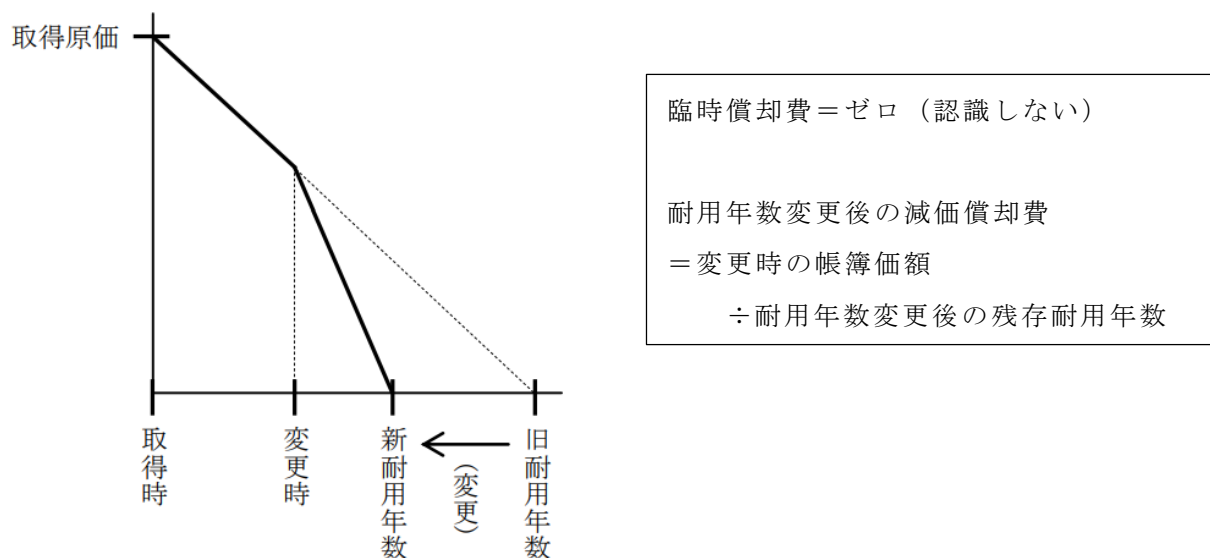 取得原価
臨時償却費＝ゼロ（認識しない）
耐用年数変更後の減価償却費
＝変更時の帳簿価額
÷耐用年数変更後の残存耐用年数
取得時
変更時
新耐用年数
（変更）
旧耐用年数